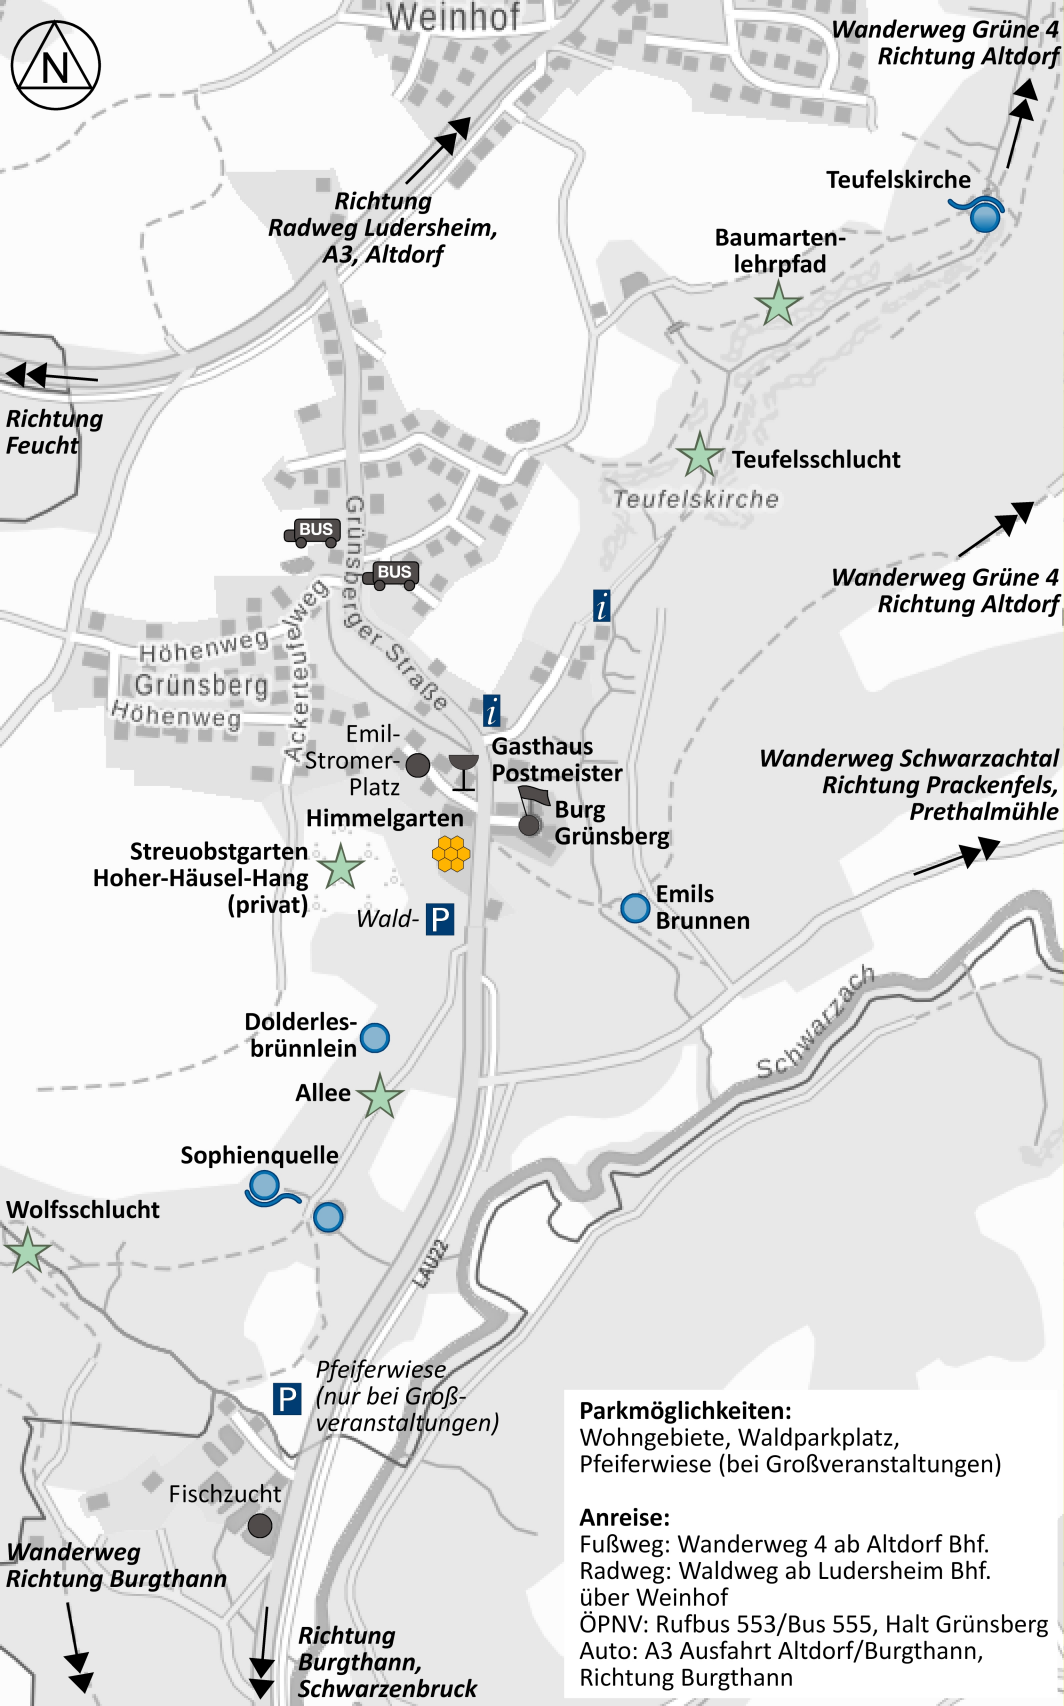 Weinhof
Wanderweg Grüne 4
Richtung Altdorf
N
Teufelskirche
Richtung
Radweg Ludersheim,
A3, Altdorf
Baumarten-
lehrpfad
Richtung
Feucht
Teufelsschlucht
Teufelskirche
BUS
BUS
Grünsberger Straße
Wanderweg Grüne 4
Richtung Altdorf
i
Höhenweg
Ackerteufelweg
Grünsberg
Höhenweg
i
Emil-
Stromer-
Platz
Gasthaus
Postmeister
Wanderweg Schwarzachtal
Richtung Prackenfels,
Prethalmühle
Himmelgarten
Burg
Grünsberg
Streuobstgarten
Hoher-Häusel-Hang
(privat)
Wald-
P
Emils
Brunnen
Schwarzach
Dolderles-
brünnlein
Allee
Sophienquelle
Wolfsschlucht
LAU22
P
Pfeiferwiese
(nur bei Groß-
veranstaltungen)
Fischzucht
Wanderweg
Richtung Burgthann
Richtung
Burgthann,
Schwarzenbruck
Parkmöglichkeiten:
Wohngebiete, Waldparkplatz,
Pfeiferwiese (bei Großveranstaltungen)
Anreise:
Fußweg: Wanderweg 4 ab Altdorf Bhf.
Radweg: Waldweg ab Ludersheim Bhf.
über Weinhof
ÖPNV: Rufbus 553/Bus 555, Halt Grünsberg
Auto: A3 Ausfahrt Altdorf/Burgthann,
Richtung Burgthann